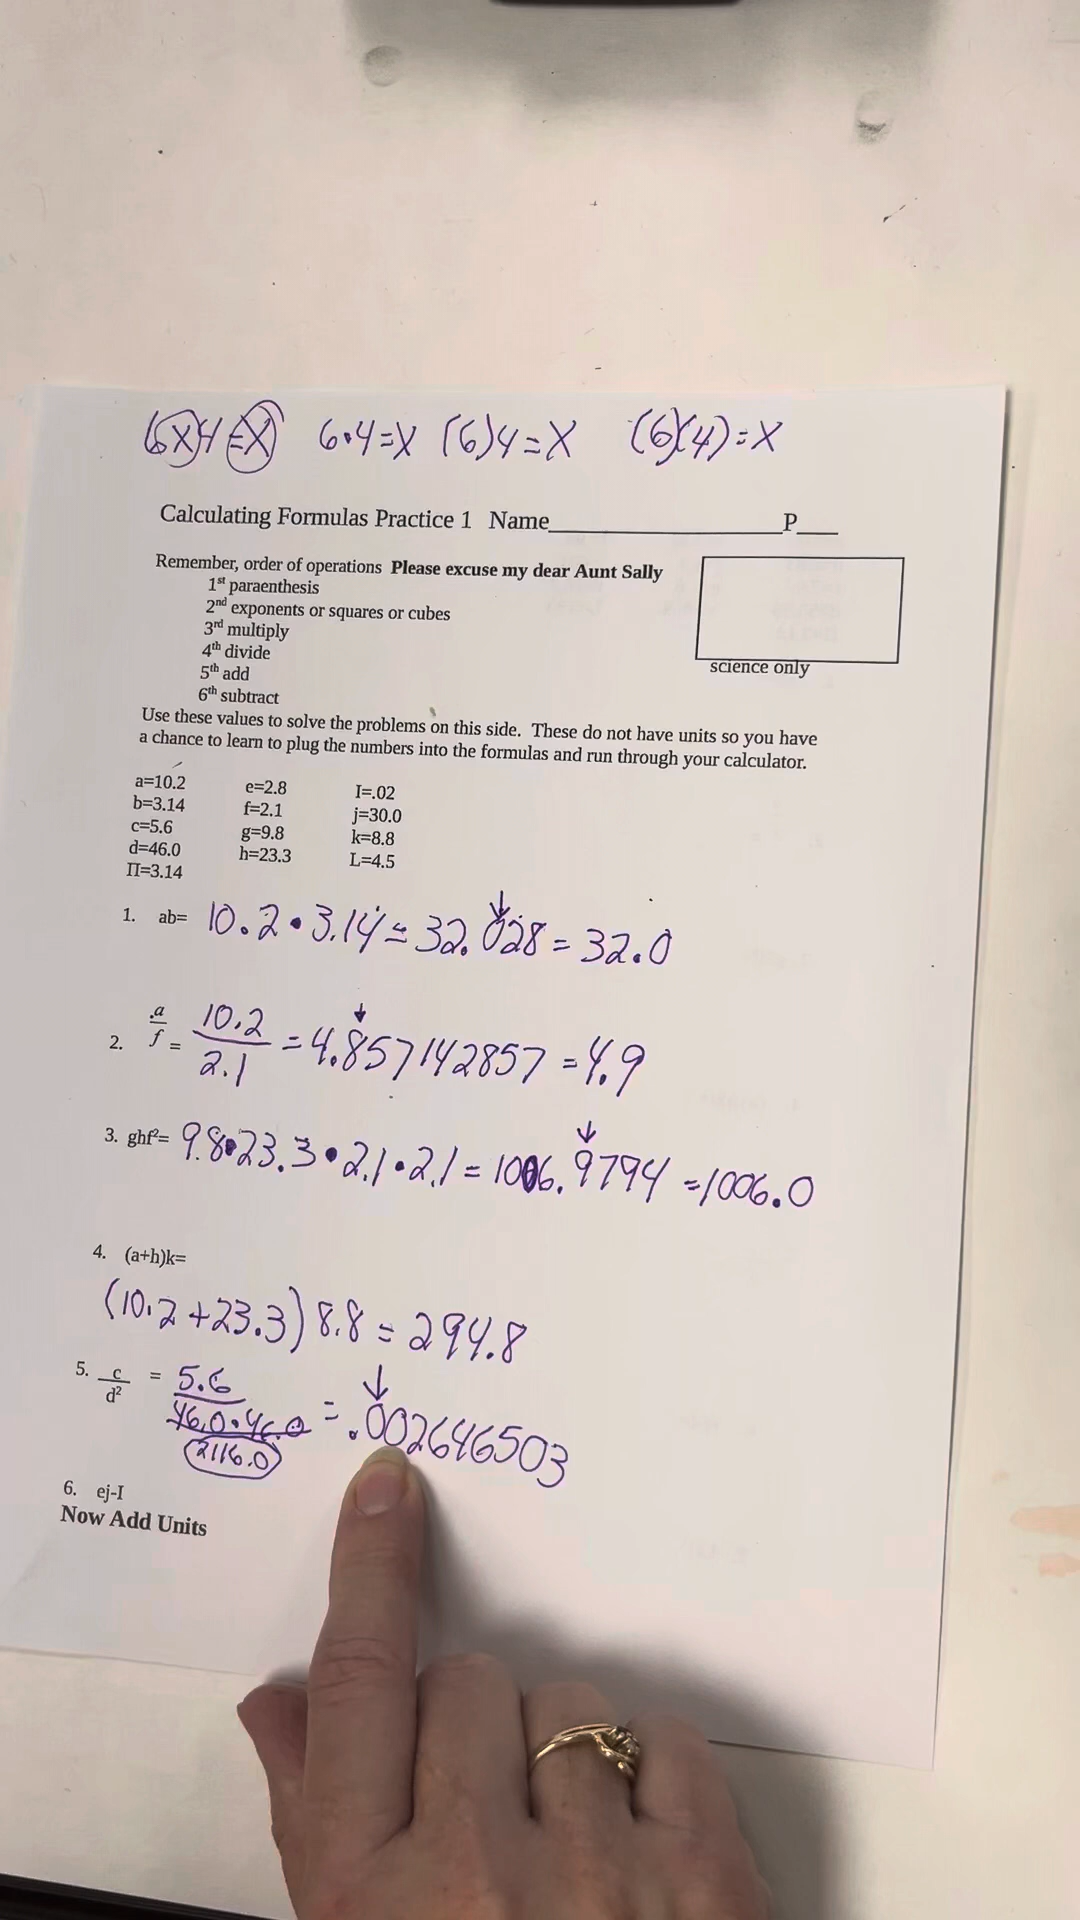 6x4=x 6•4=x (6)4=x (6)(4)=x
Calculating Formulas Practice 1 Name____________________P___
Remember, order of operations Please excuse my dear Aunt Sally
1st paraenthesis
2nd exponents or squares or cubes
3rd multiply
4th divide
5th add
6th subtract
science only
Use these values to solve the problems on this side. These do not have units so you have
a chance to learn to plug the numbers into the formulas and run through your calculator.
a=10.2 e=2.8 I=.02
b=3.14 f=2.1 j=30.0
c=5.6 g=9.8 k=8.8
d=46.0 h=23.3 L=4.5
Π=3.14
1. ab= 10.2•3.14=32.028=32.0
2. a/f = 10.2/2.1 =4.857142857=4.9
3. ghf²= 9.8•23.3•2.1•2.1=1006.9794=1006.0
4. (a+h)k=
(10.2+23.3)8.8=294.8
5. c/d² = 5.6/46.0•46.0 = .002646503
2116.0
6. ej-I
Now Add Units